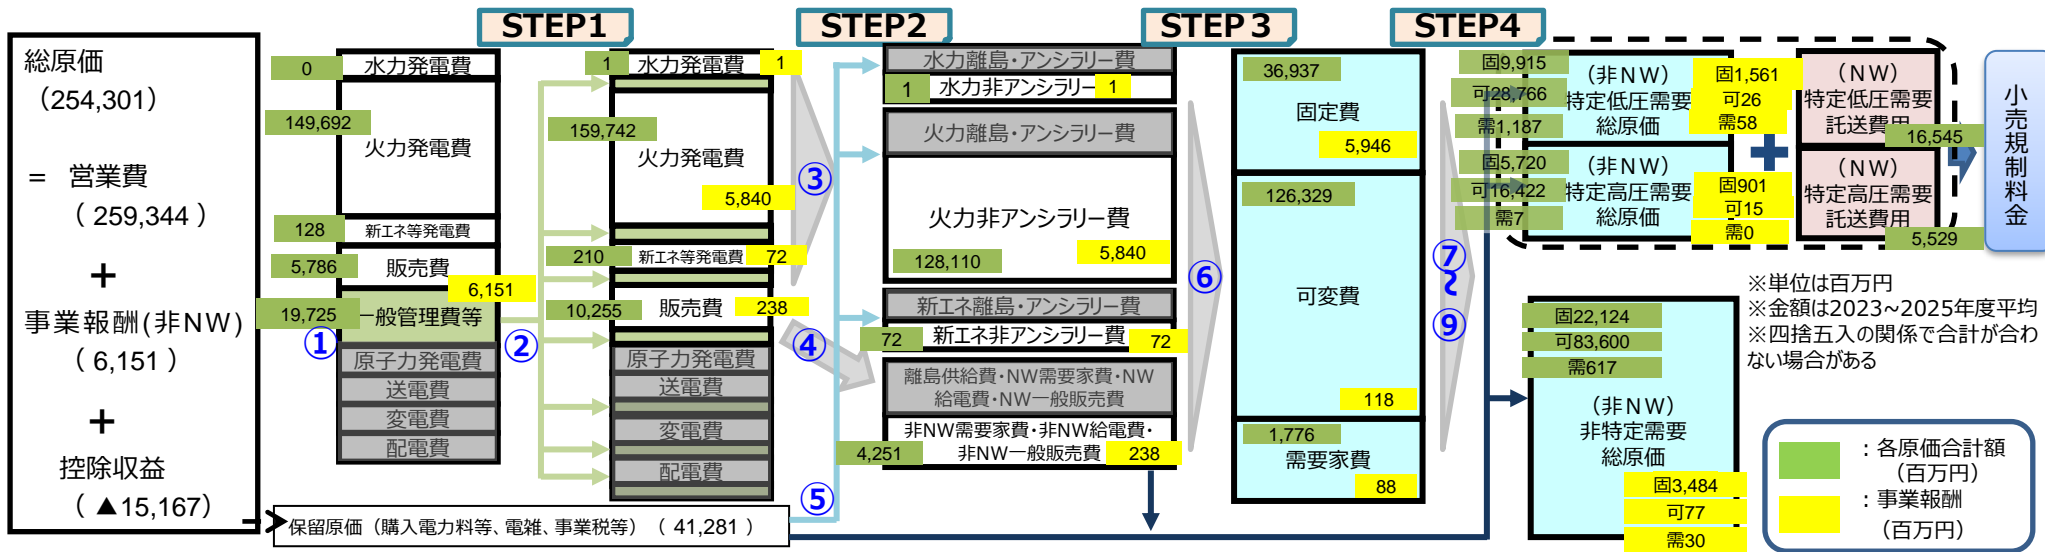 STEP1
STEP2
STEP3
STEP4
総原価
（254,301）
＝ 営業費
（ 259,344 ）
＋
事業報酬(非NW)
（ 6,151 ）
＋
控除収益
（ ▲15,167）
0
水力発電費
149,692
火力発電費
128
新エネ等発電費
5,786
販売費
6,151
19,725
一般管理費等
①
原子力発電費
送電費
変電費
配電費
②
1
水力発電費
1
159,742
火力発電費
5,840
210
新エネ等発電費
72
10,255
販売費
238
原子力発電費
送電費
変電費
配電費
③
④
⑤
保留原価（購入電力料等、電雑、事業税等）（ 41,281 ）
水力離島・アンシラリー費
1
水力非アンシラリー
1
火力離島・アンシラリー費
火力非アンシラリー費
128,110
5,840
新エネ離島・アンシラリー費
72
新エネ非アンシラリー費
72
離島供給費・NW需要家費・NW
給電費・NW一般販売費
非NW需要家費・非NW給電費・
非NW一般販売費
4,251
238
⑥
36,937
固定費
5,946
126,329
可変費
118
1,776
需要家費
88
⑦
～
⑨
固9,915
可28,766
需1,187
（非ＮＷ）
特定低圧需要
総原価
固1,561
可26
需58
固5,720
可16,422
需7
（非ＮＷ）
特定高圧需要
総原価
固901
可15
需0
＋
（ＮＷ）
特定低圧需要
託送費用
16,545
（ＮＷ）
特定高圧需要
託送費用
5,529
小売規制料金
※単位は百万円
※金額は2023～2025年度平均
※四捨五入の関係で合計が合わ
ない場合がある
固22,124
可83,600
需617
（非ＮＷ）
非特定需要
総原価
固3,484
可77
需30
：各原価合計額
（百万円）
：事業報酬
（百万円）